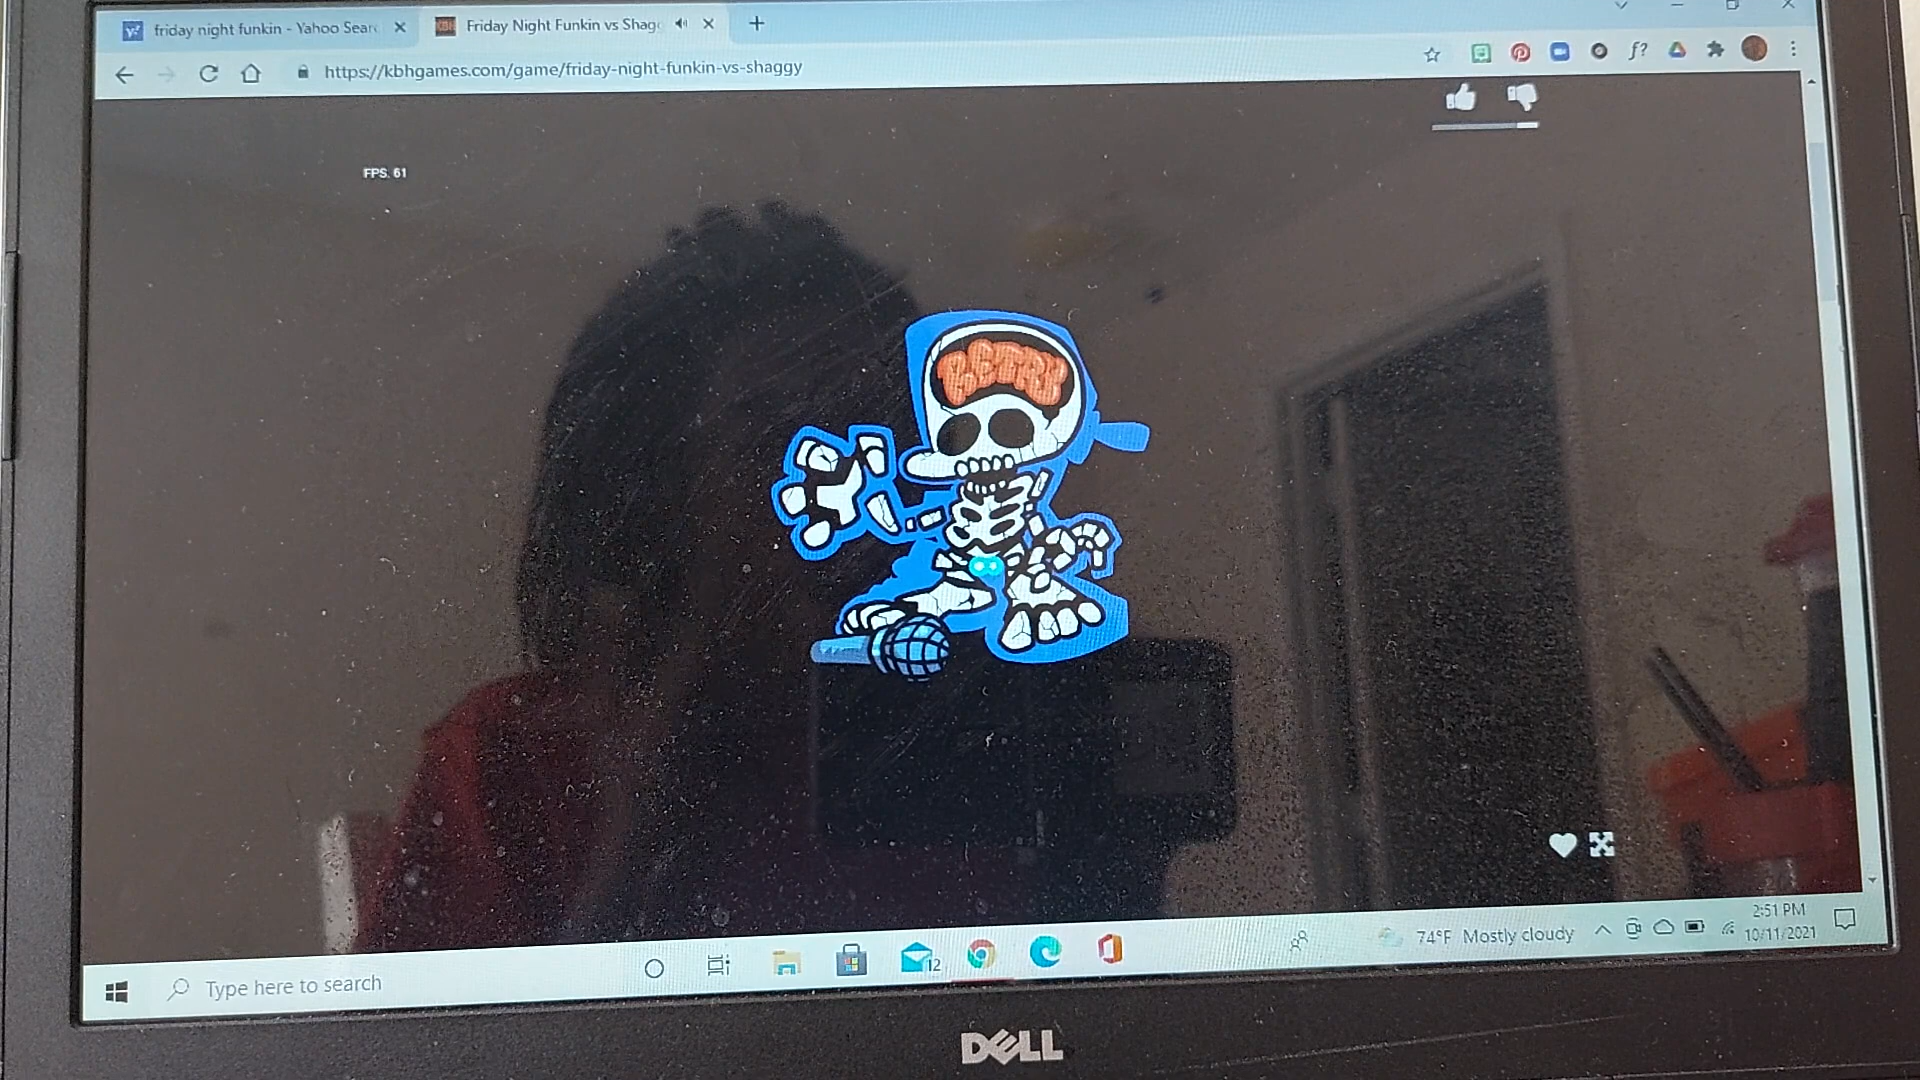 friday night funkin - Yahoo Sear
Friday Night Funkin vs Shag
https://kbhgames.com/game/friday-night-funkin-vs-shaggy
f?
FPS: 61
RETRY
Type here to search
12
74°F Mostly cloudy
2:51 PM
10/11/2021
DELL